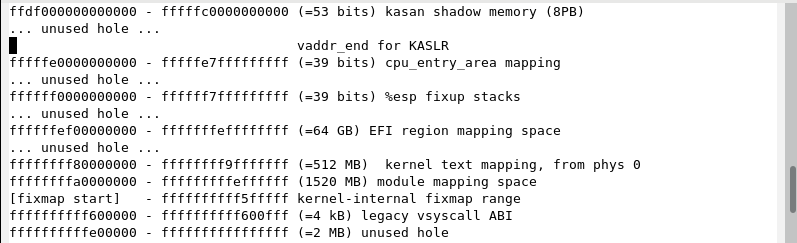 ffdf000000000000 - fffffc0000000000 (=53 bits) kasan shadow memory (8PB)
... unused hole ...
                                    vaddr_end for KASLR
fffffe0000000000 - fffffe7fffffffff (=39 bits) cpu_entry_area mapping
... unused hole ...
ffffff0000000000 - ffffff7fffffffff (=39 bits) %esp fixup stacks
... unused hole ...
ffffffef00000000 - fffffffeffffffff (=64 GB) EFI region mapping space
... unused hole ...
ffffffff80000000 - ffffffff9fffffff (=512 MB)  kernel text mapping, from phys 0
ffffffffa0000000 - fffffffffeffffff (1520 MB) module mapping space
[fixmap start]   - ffffffffff5fffff kernel-internal fixmap range
ffffffffff600000 - ffffffffff600fff (=4 kB) legacy vsyscall ABI
ffffffffffe00000 - ffffffffffffffff (=2 MB) unused hole